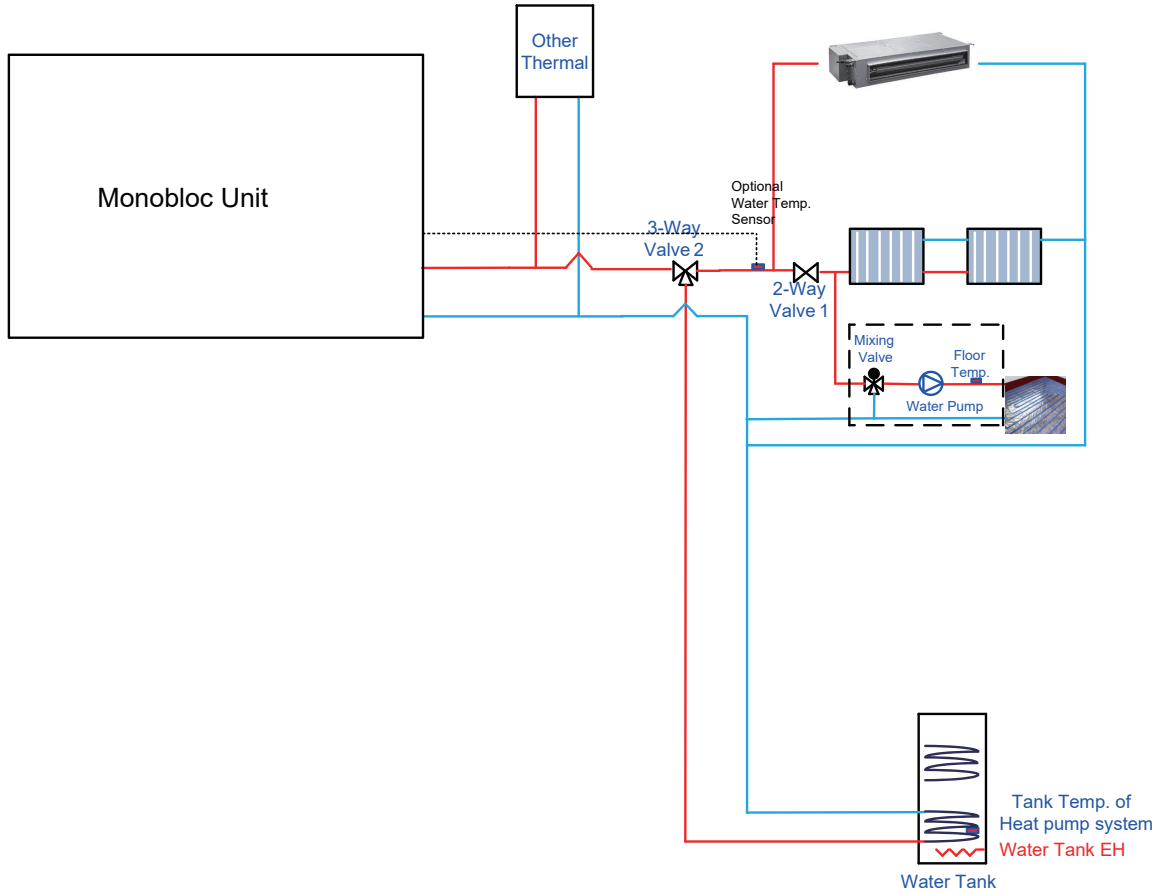 Other
Thermal
Monobloc Unit
Optional
Water Temp.
Sensor
3-Way
Valve 2
2-Way
Valve 1
Mixing
Valve
Floor
Temp.
Water Pump
Tank Temp. of
Heat pump system
Water Tank EH
Water Tank